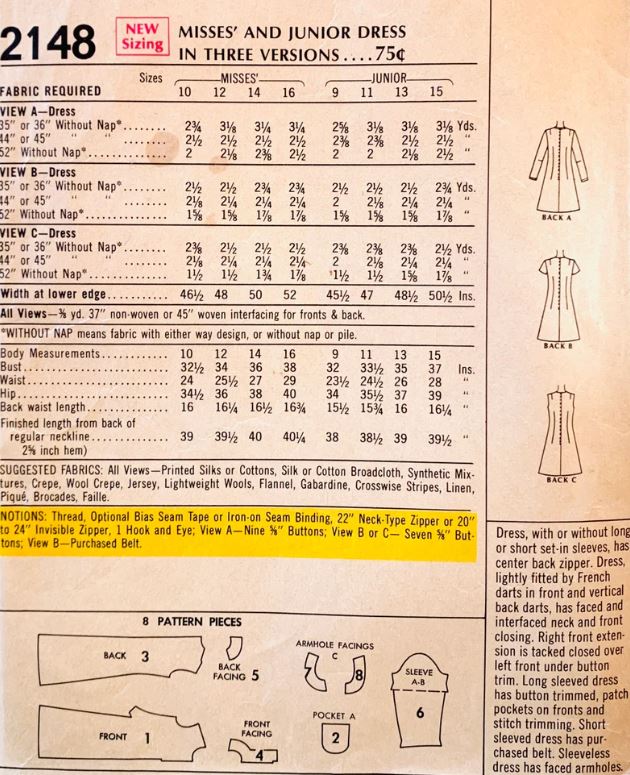 2148
NEW
Sizing
MISSES' AND JUNIOR DRESS
IN THREE VERSIONS....75¢
Sizes MISSES' JUNIOR
FABRIC REQUIRED 10 12 14 16 9 11 13 15
VIEW A—Dress
35" or 36" Without Nap*........ 2¾ 3⅛ 3¼ 3¼ 2⅝ 3⅛ 3⅛ 3⅛ Yds.
44" or 45" " " ........ 2½ 2½ 2½ 2½ 2⅜ 2⅜ 2½ 2½ "
52" Without Nap*.............. 2 2⅛ 2⅜ 2½ 2 2 2⅛ 2½ "
VIEW B—Dress
35" or 36" Without Nap*........ 2½ 2½ 2¾ 2¾ 2½ 2½ 2½ 2¾ Yds.
44" or 45" " " ........ 2⅛ 2¼ 2¼ 2¼ 2 2⅛ 2¼ 2¼ "
52" Without Nap*.............. 1⅝ 1⅝ 1⅞ 1⅞ 1⅝ 1⅝ 1⅞ 1⅞ "
VIEW C—Dress
35" or 36" Without Nap*........ 2⅜ 2½ 2½ 2½ 2⅜ 2⅜ 2⅜ 2½ Yds.
44" or 45" " " ........ 2⅛ 2¼ 2¼ 2¼ 2 2⅛ 2¼ 2¼ "
52" Without Nap*.............. 1½ 1½ 1¾ 1⅞ 1½ 1½ 1⅝ 1⅞ "
Width at lower edge.......... 46½ 48 50 52 45½ 47 48½ 50½ Ins.
All Views—⅜ yd. 37" non-woven or 45" woven interfacing for fronts & back.
*WITHOUT NAP means fabric with either way design, or without nap or pile.
Body Measurements........... 10 12 14 16 9 11 13 15
Bust......................... 32½ 34 36 38 32 33½ 35 37 Ins.
Waist........................ 24 25½ 27 29 23½ 24½ 26 28 "
Hip.......................... 34½ 36 38 40 34 35½ 37 39 "
Back waist length............ 16 16¼ 16½ 16¾ 15½ 15¾ 16 16¼ "
Finished length from back of
regular neckline............. 39 39½ 40 40¼ 38 38½ 39 39½ "
2⅝ inch hem)
SUGGESTED FABRICS: All Views—Printed Silks or Cottons, Silk or Cotton Broadcloth, Synthetic Mix-
tures, Crepe, Wool Crepe, Jersey, Lightweight Wools, Flannel, Gabardine, Crosswise Stripes, Linen,
Piqué, Brocades, Faille.
NOTIONS: Thread, Optional Bias Seam Tape or Iron-on Seam Binding, 22" Neck-Type Zipper or 20"
to 24" Invisible Zipper, 1 Hook and Eye; View A—Nine ⅝" Buttons; View B or C— Seven ⅝" But-
tons; View B—Purchased Belt.
8 PATTERN PIECES
BACK 3
BACK
FACING 5
ARMHOLE FACINGS
C
8
SLEEVE
A-B
6
FRONT 1
FRONT
FACING
4
POCKET A
2
BACK A
BACK B
BACK C
Dress, with or without long
or short set-in sleeves, has
center back zipper. Dress,
lightly fitted by French
darts in front and vertical
back darts, has faced and
interfaced neck and front
closing. Right front exten-
sion is tacked closed over
left front under button
trim. Long sleeved dress
has button trimmed, patch
pockets on fronts and
stitch trimming. Short
sleeved dress has pur-
chased belt. Sleeveless
dress has faced armholes.